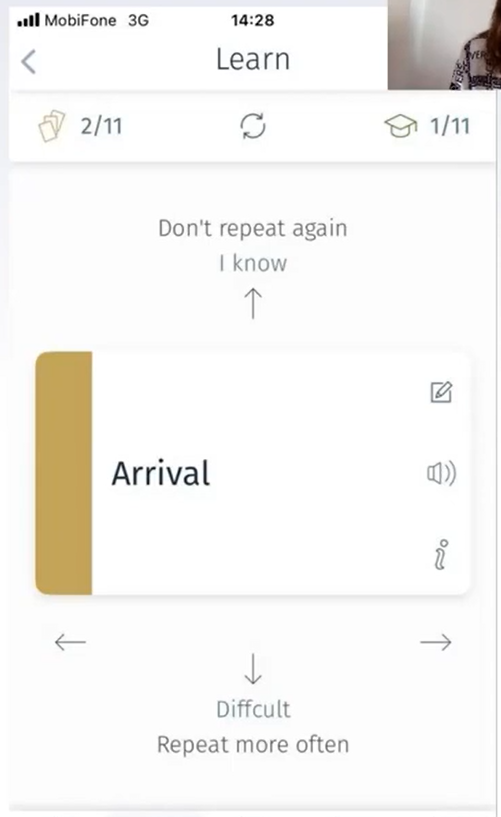 MobiFone 3G 14:28
Learn
2/11 1/11
Don't repeat again
I know
Arrival
Diffcult
Repeat more often